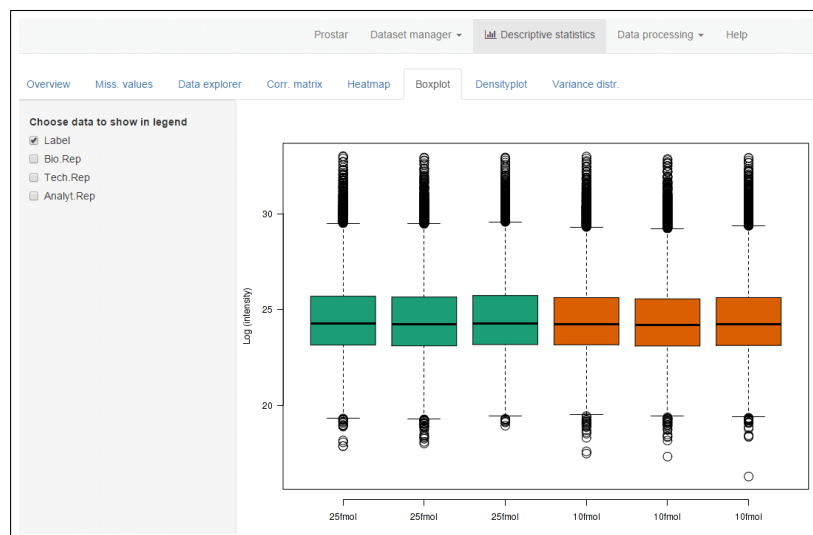 Prostar Dataset manager Descriptive statistics Data processing Help
Overview Miss. values Data explorer Corr. matrix Heatmap Boxplot Densityplot Variance distr.
Choose data to show in legend
Label
Bio.Rep
Tech.Rep
Analyt.Rep
Log (intensity)
30
25
20
25fmol 25fmol 25fmol 10fmol 10fmol 10fmol